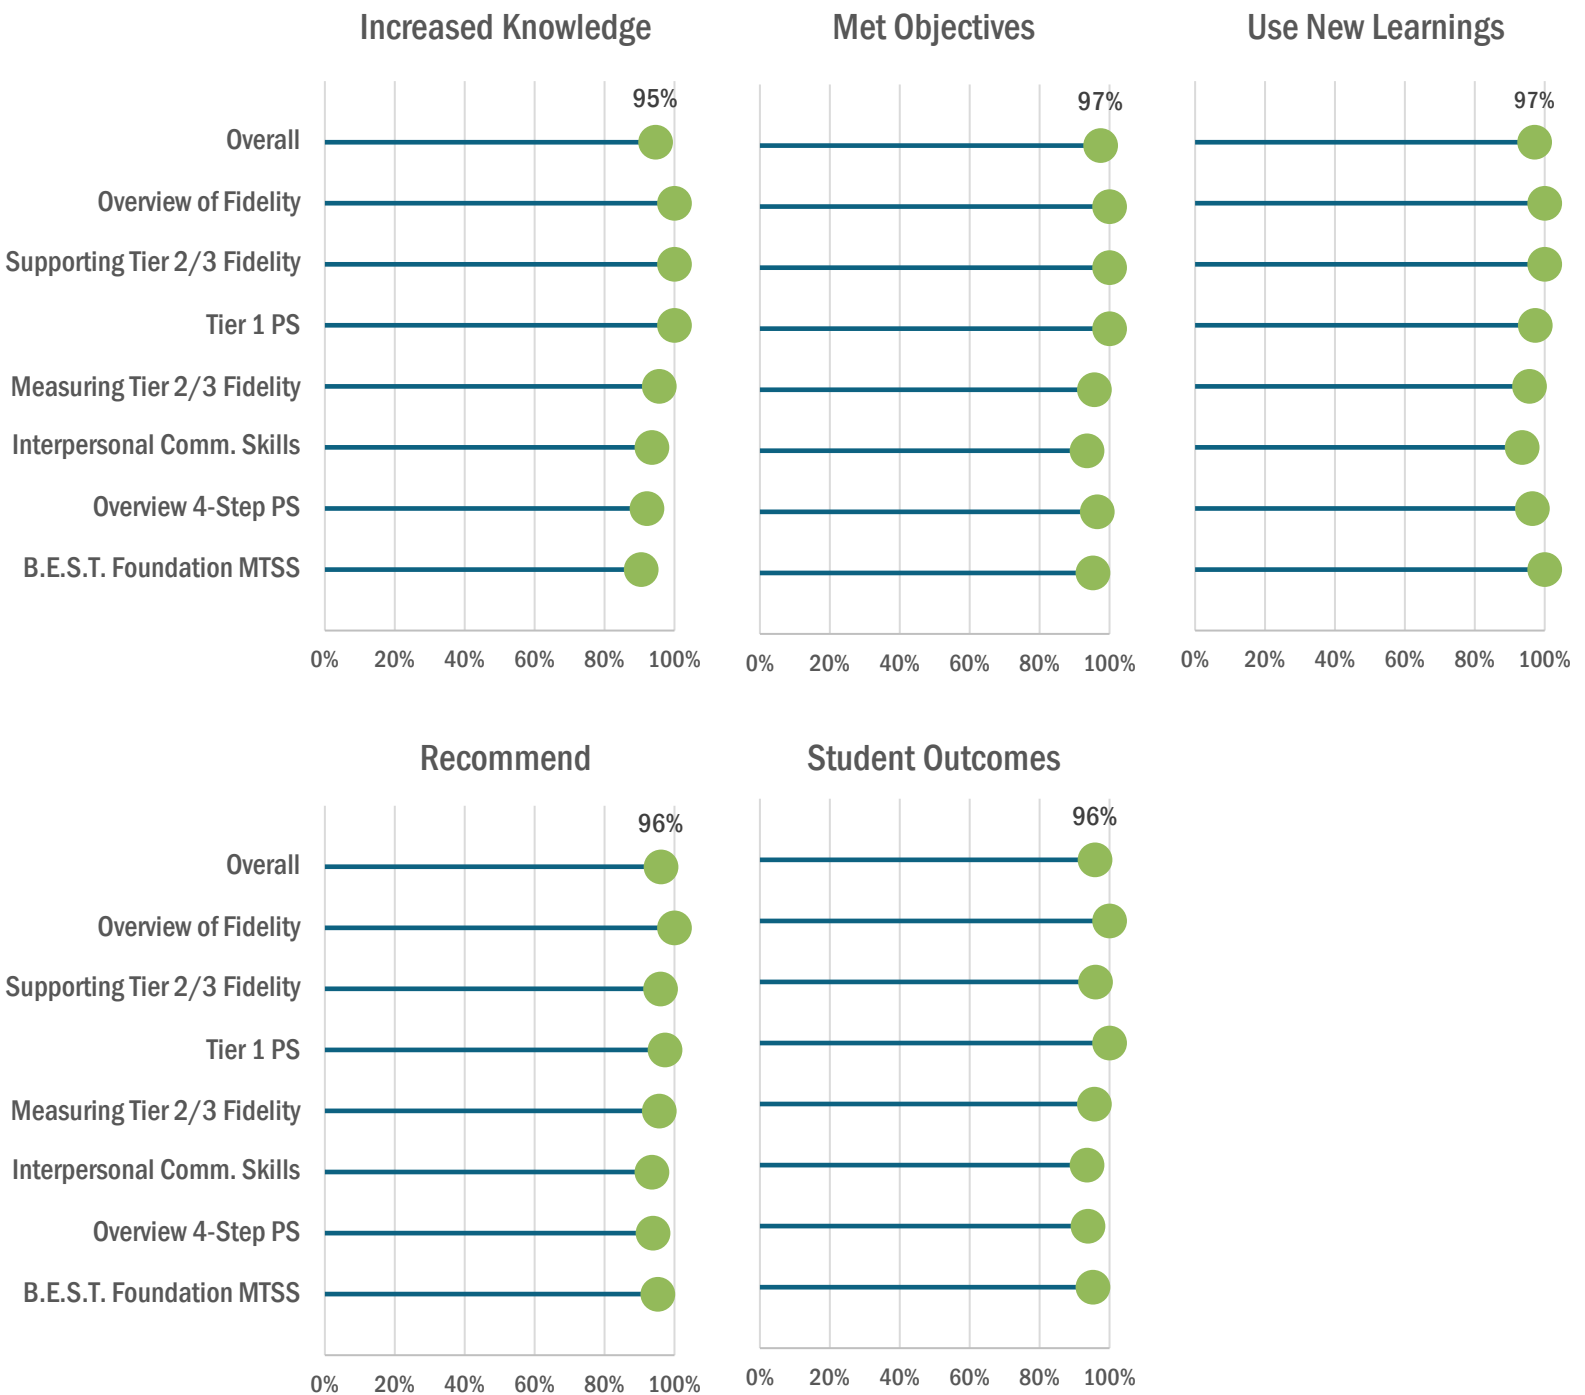 Increased Knowledge
Met Objectives
Use New Learnings
95%
97%
97%
Overall
Overview of Fidelity
Supporting Tier 2/3 Fidelity
Tier 1 PS
Measuring Tier 2/3 Fidelity
Interpersonal Comm. Skills
Overview 4-Step PS
B.E.S.T. Foundation MTSS
0% 20% 40% 60% 80% 100%
0% 20% 40% 60% 80% 100%
0% 20% 40% 60% 80% 100%
Recommend
Student Outcomes
96%
96%
Overall
Overview of Fidelity
Supporting Tier 2/3 Fidelity
Tier 1 PS
Measuring Tier 2/3 Fidelity
Interpersonal Comm. Skills
Overview 4-Step PS
B.E.S.T. Foundation MTSS
0% 20% 40% 60% 80% 100%
0% 20% 40% 60% 80% 100%